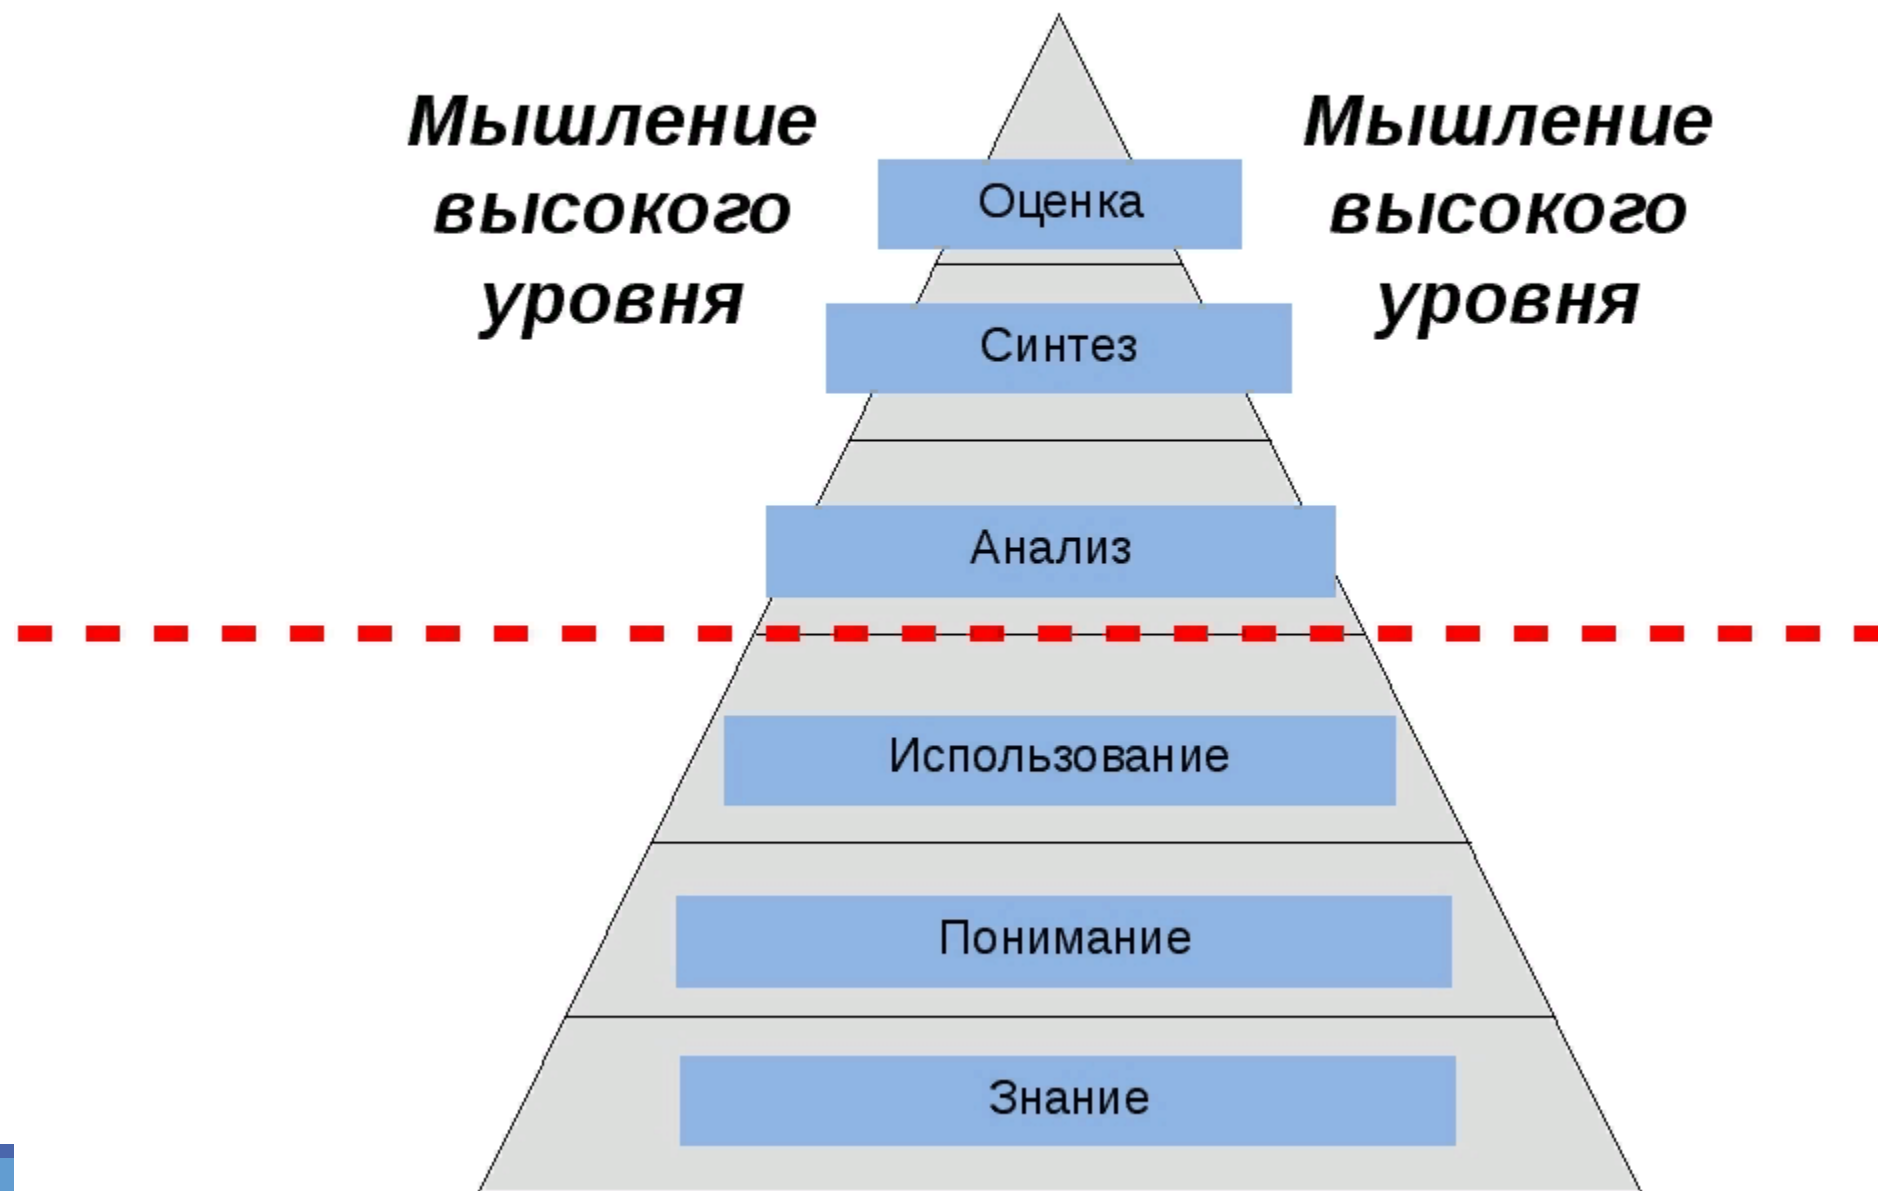 Мышление
высокого
уровня
Мышление
высокого
уровня
Оценка
Синтез
Анализ
Использование
Понимание
Знание